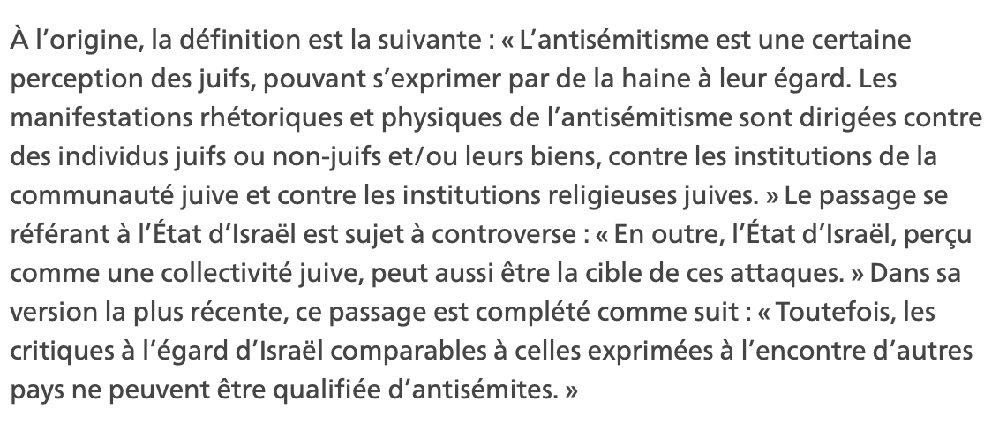 À l’origine, la définition est la suivante : « L’antisémitisme est une certaine
perception des juifs, pouvant s’exprimer par de la haine à leur égard. Les
manifestations rhétoriques et physiques de l’antisémitisme sont dirigées contre
des individus juifs ou non-juifs et/ou leurs biens, contre les institutions de la
communauté juive et contre les institutions religieuses juives. » Le passage se
référant à l’État d’Israël est sujet à controverse : « En outre, l’État d’Israël, perçu
comme une collectivité juive, peut aussi être la cible de ces attaques. » Dans sa
version la plus récente, ce passage est complété comme suit : « Toutefois, les
critiques à l’égard d’Israël comparables à celles exprimées à l’encontre d’autres
pays ne peuvent être qualifiée d’antisémites. »